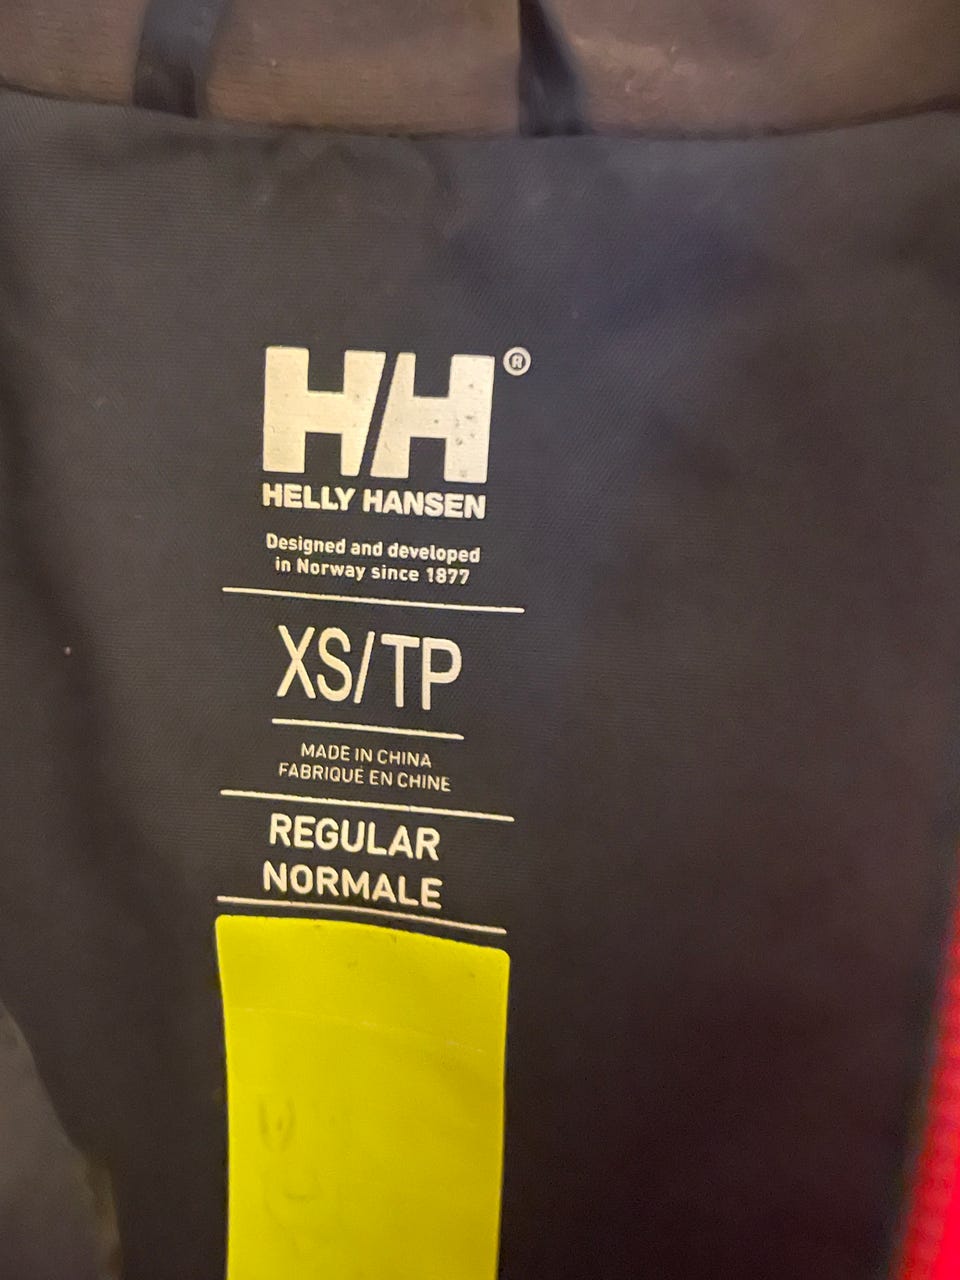 HH®
HELLY HANSEN
Designed and developed
in Norway since 1877
XS/TP
MADE IN CHINA
FABRIQUÉ EN CHINE
REGULAR
NORMALE